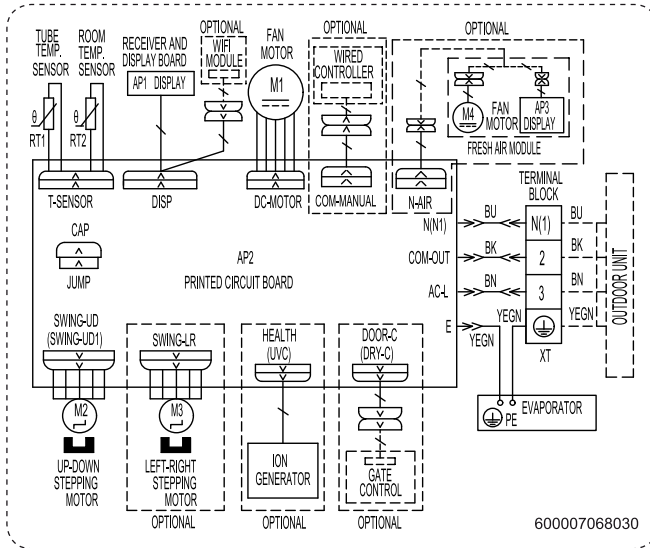 TUBE
TEMP.
SENSOR
ROOM
TEMP.
SENSOR
RECEIVER AND
DISPLAY BOARD
AP1 DISPLAY
OPTIONAL
WIFI
MODULE
FAN
MOTOR
M1
OPTIONAL
WIRED
CONTROLLER
OPTIONAL
M4
FAN
MOTOR
AP3
DISPLAY
FRESH AIR MODULE
θ
RT1
θ
RT2
T-SENSOR
DISP
DC-MOTOR
COM-MANUAL
N-AIR
TERMINAL
BLOCK
CAP
JUMP
AP2
PRINTED CIRCUIT BOARD
N(N1)
BU
N(1)
BU
COM-OUT
BK
2
BK
AC-L
BN
3
BN
E
YEGN
YEGN
YEGN
XT
OUTDOOR UNIT
PE
EVAPORATOR
SWING-UD
(SWING-UD1)
SWING-LR
HEALTH
(UVC)
DOOR-C
(DRY-C)
M2
M3
UP-DOWN
STEPPING
MOTOR
LEFT-RIGHT
STEPPING
MOTOR
ION
GENERATOR
GATE
CONTROL
OPTIONAL
OPTIONAL
OPTIONAL
600007068030